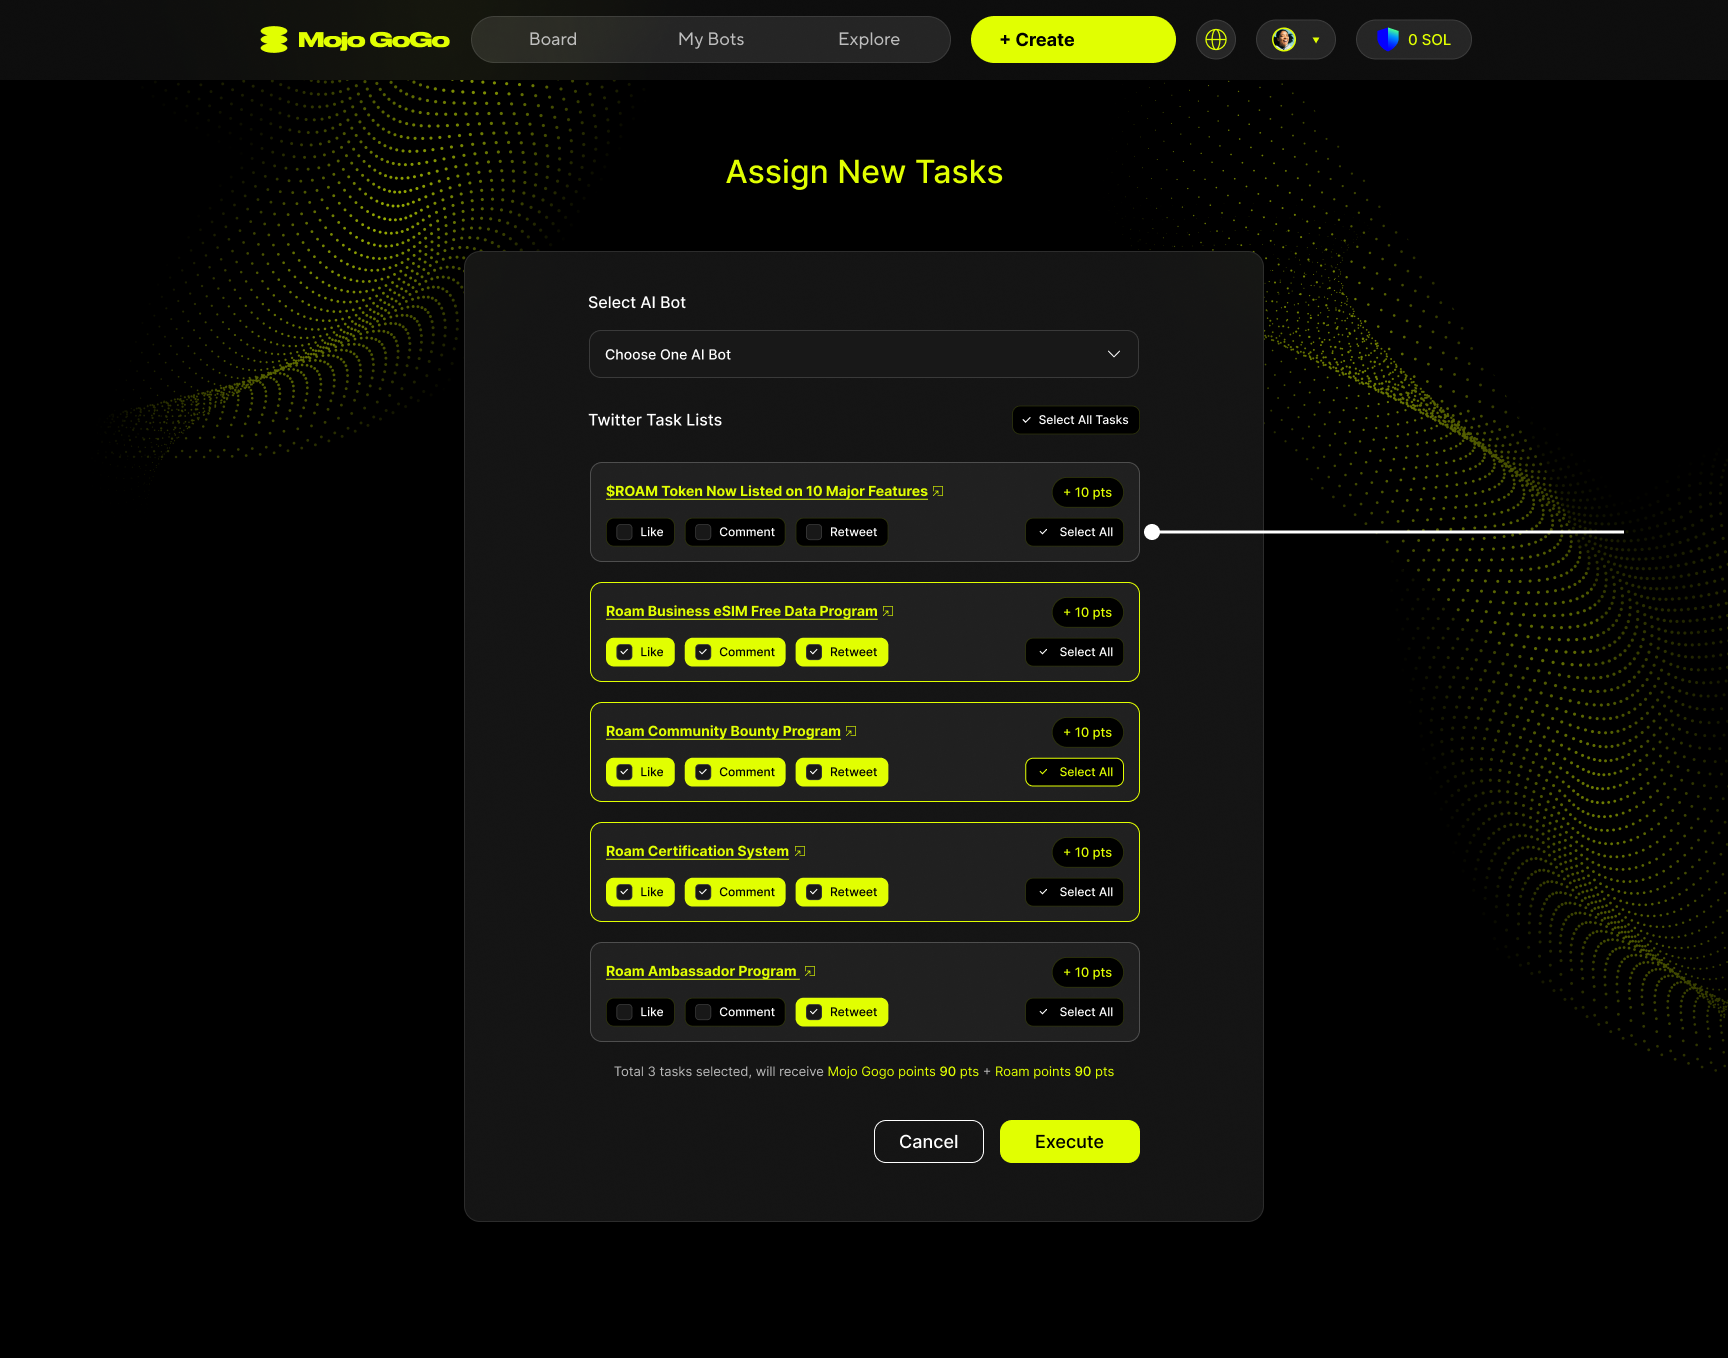 Mojo GoGo
Board
My Bots
Explore
+ Create
0 SOL
Assign New Tasks
Select AI Bot
Choose One AI Bot
Twitter Task Lists
Select All Tasks
$ROAM Token Now Listed on 10 Major Features
+ 10 pts
Like
Comment
Retweet
Select All
Roam Business eSIM Free Data Program
+ 10 pts
Like
Comment
Retweet
Select All
Roam Community Bounty Program
+ 10 pts
Like
Comment
Retweet
Select All
Roam Certification System
+ 10 pts
Like
Comment
Retweet
Select All
Roam Ambassador Program
+ 10 pts
Like
Comment
Retweet
Select All
Total 3 tasks selected, will receive Mojo Gogo points 90 pts + Roam points 90 pts
Cancel
Execute